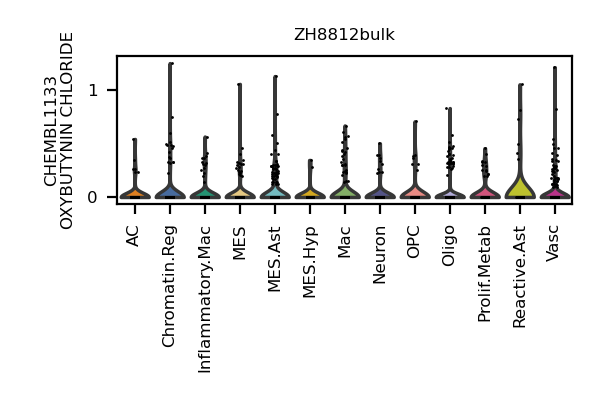 ZH8812bulk
CHEMBL1133
OXYBUTYNIN CHLORIDE
1
0
AC
Chromatin.Reg
Inflammatory.Mac
MES
MES.Ast
MES.Hyp
Mac
Neuron
OPC
Oligo
Prolif.Metab
Reactive.Ast
Vasc